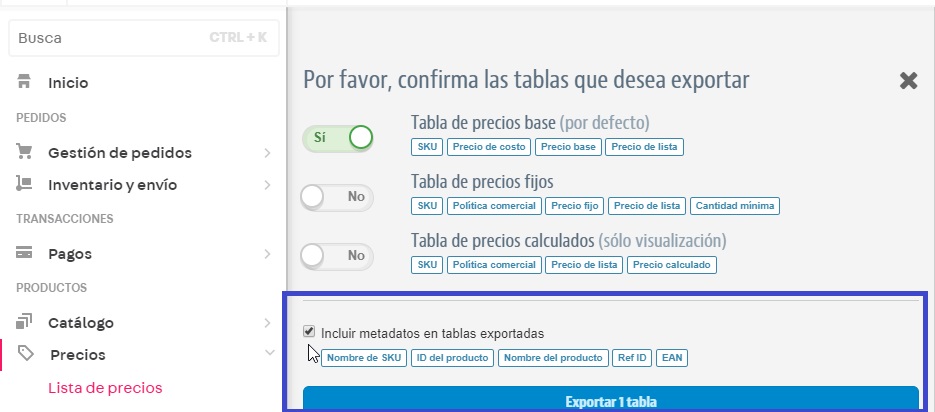 Busca CTRL + K
Inicio
PEDIDOS
Gestión de pedidos
Inventario y envío
TRANSACCIONES
Pagos
PRODUCTOS
Catálogo
Precios
Lista de precios
Por favor, confirma las tablas que desea exportar
Sí
Tabla de precios base (por defecto)
SKU Precio de costo Precio base Precio de lista
No
Tabla de precios fijos
SKU Política comercial Precio fijo Precio de lista Cantidad mínima
No
Tabla de precios calculados (sólo visualización)
SKU Política comercial Precio de lista Precio calculado
Incluir metadatos en tablas exportadas
Nombre de SKU ID del producto Nombre del producto Ref ID EAN
Exportar 1 tabla